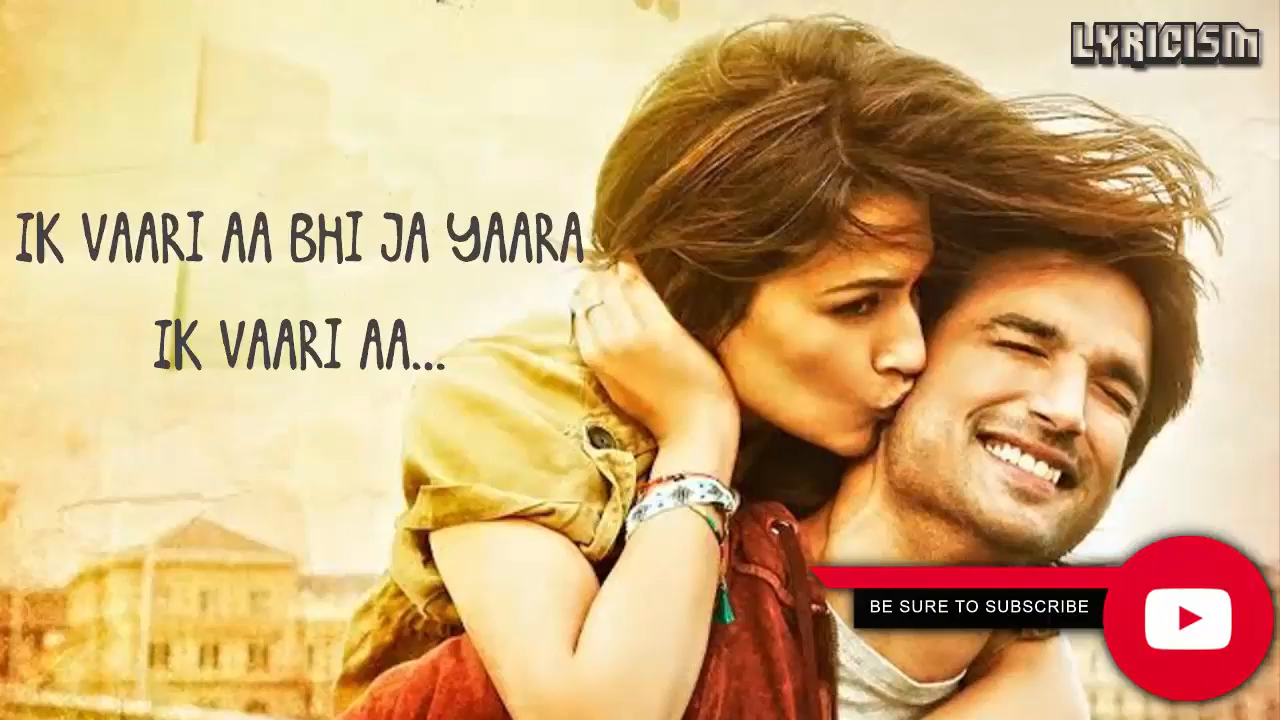 LYRICISM
IK VAARI AA BHI JA YAARA
IK VAARI AA...
BE SURE TO SUBSCRIBE